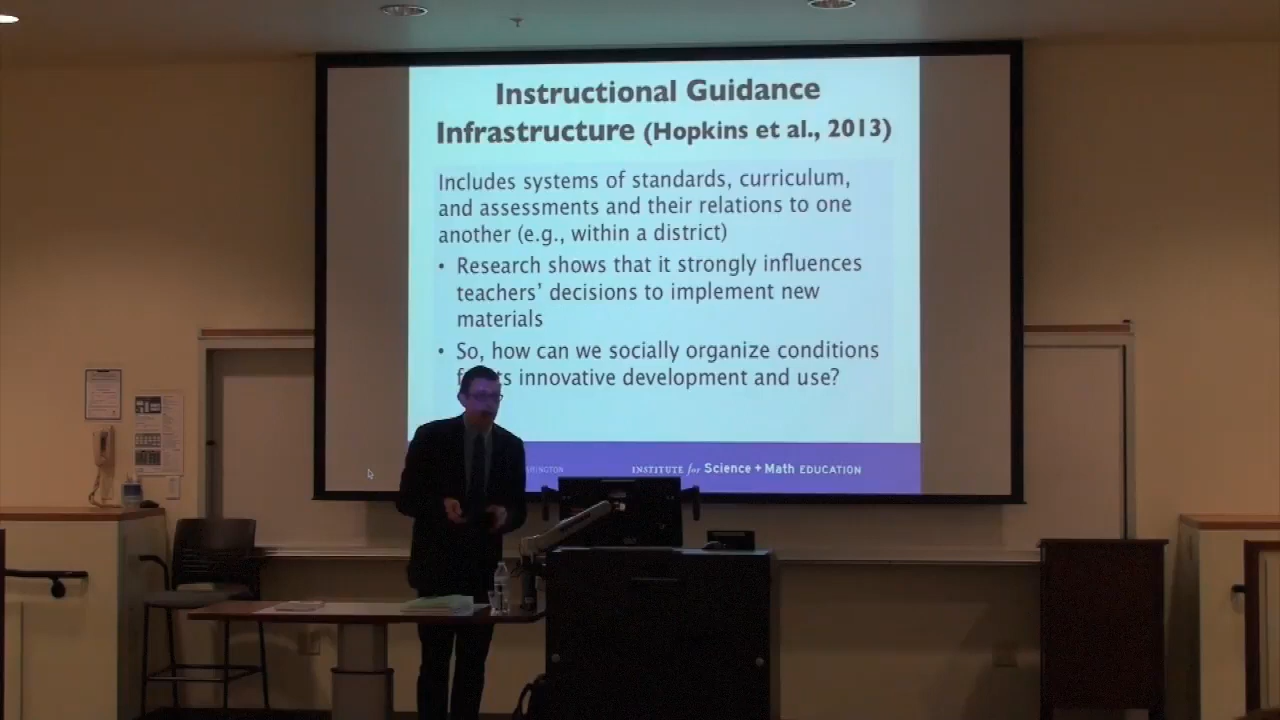 Instructional Guidance
Infrastructure (Hopkins et al., 2013)
Includes systems of standards, curriculum,
and assessments and their relations to one
another (e.g., within a district)
• Research shows that it strongly influences
teachers' decisions to implement new
materials
• So, how can we socially organize conditions
innovative development and use?
INSTITUTE for Science + Math EDUCATION